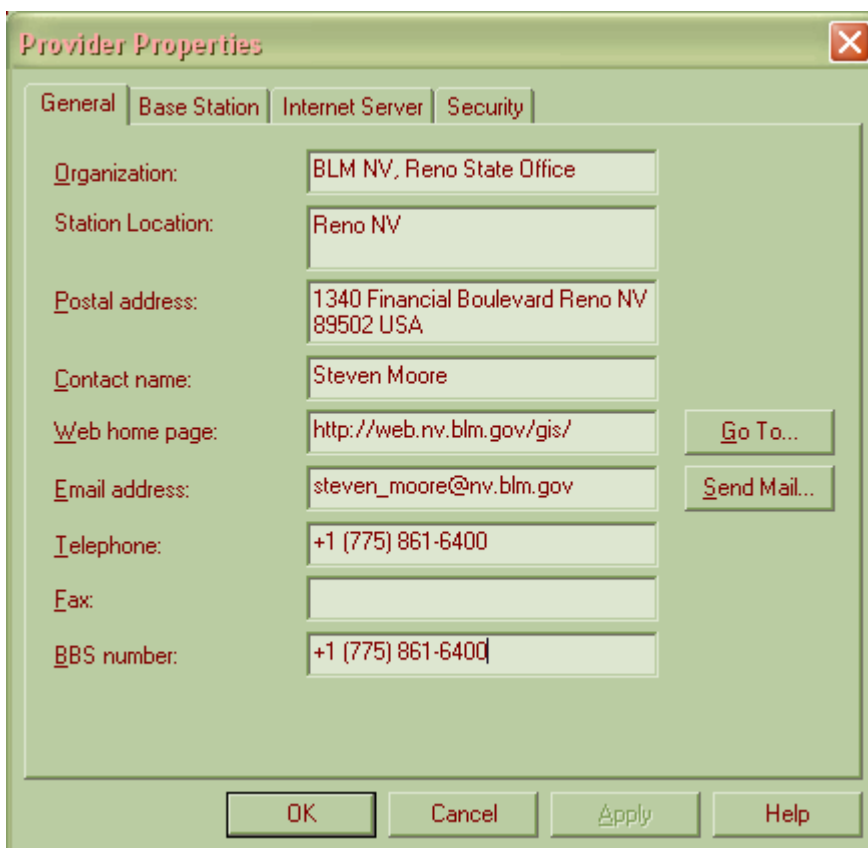 Provider Properties
General Base Station Internet Server Security
Organization: BLM NV, Reno State Office
Station Location: Reno NV
Postal address: 1340 Financial Boulevard Reno NV
89502 USA
Contact name: Steven Moore
Web home page: http://web.nv.blm.gov/gis/ Go To...
Email address: steven_moore@nv.blm.gov Send Mail...
Telephone: +1 (775) 861-6400
Fax:
BBS number: +1 (775) 861-6400
OK Cancel Apply Help